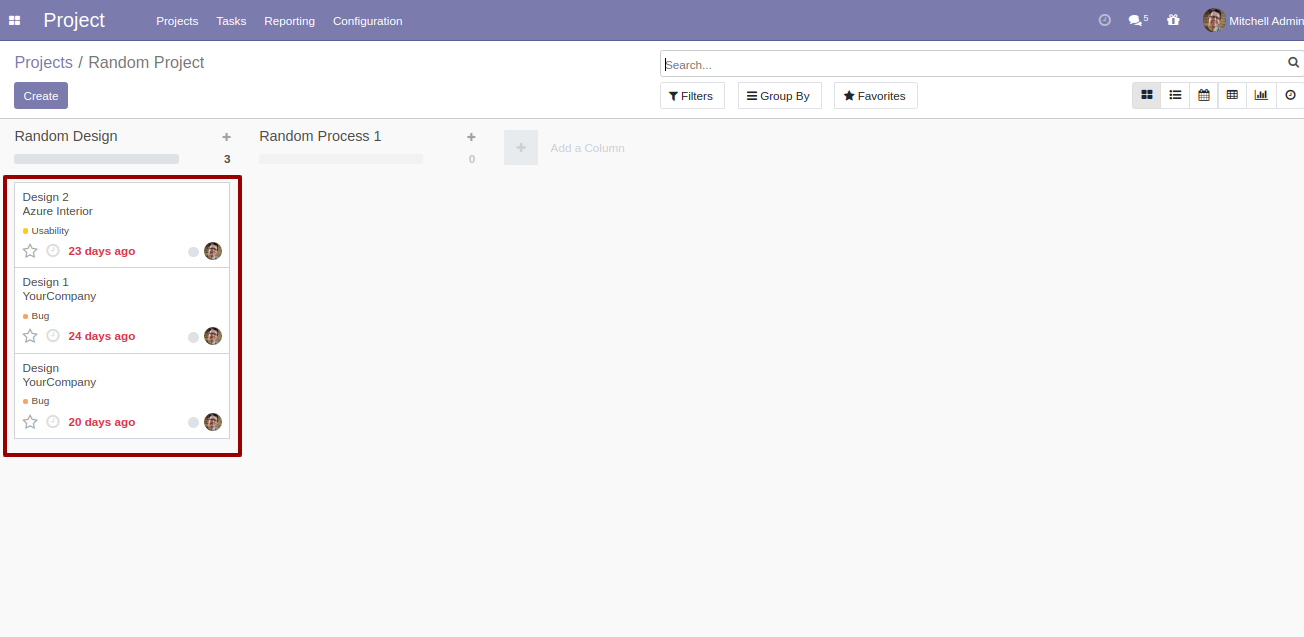 Project
Projects Tasks Reporting Configuration
5
Mitchell Admin
Projects / Random Project
Search...
Create
Filters
Group By
Favorites
Random Design
3
Random Process 1
0
Add a Column
Design 2
Azure Interior
Usability
23 days ago
Design 1
YourCompany
Bug
24 days ago
Design
YourCompany
Bug
20 days ago